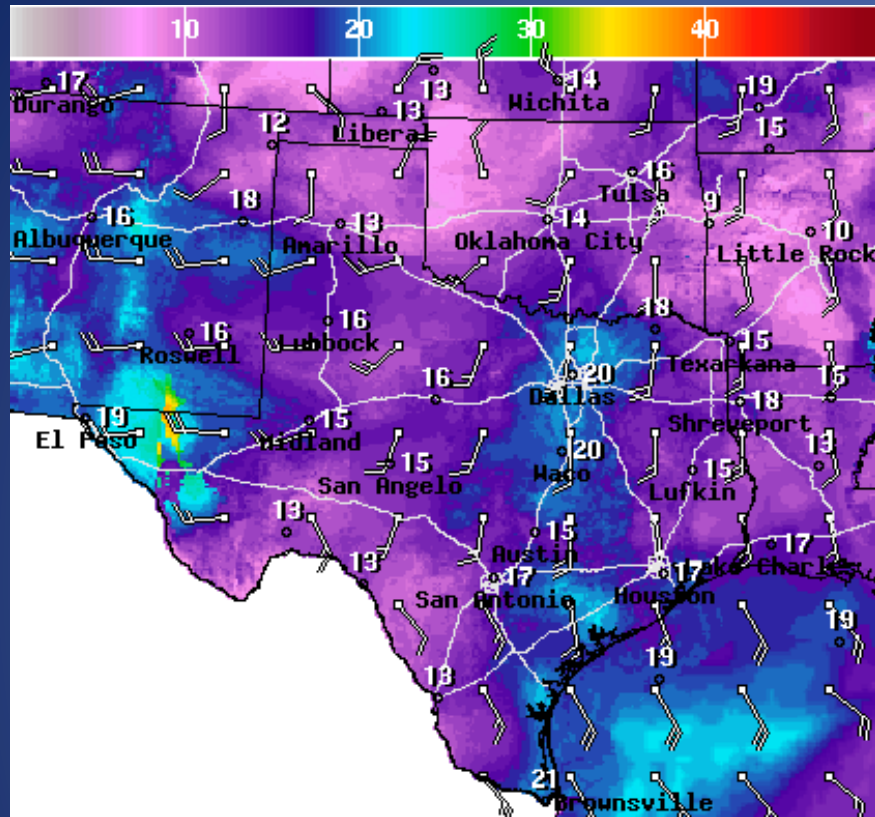 10 20 30 40
17
Durango
13
14
Wichita
19
13
Liberal
12
15
16
Tulsa
16
Albuquerque
18
13
Amarillo
14
Oklahoma City
9
10
Little Rock
16
Roswell
16
Lubbock
18
15
Texarkana
20
Dallas
16
18
Shreveport
16
19
El Paso
15
Midland
15
San Angelo
20
Waco
15
Lufkin
13
13
15
Austin
17
Lake Charles
13
17
San Antonio
17
Houston
19
19
13
21
Brownsville